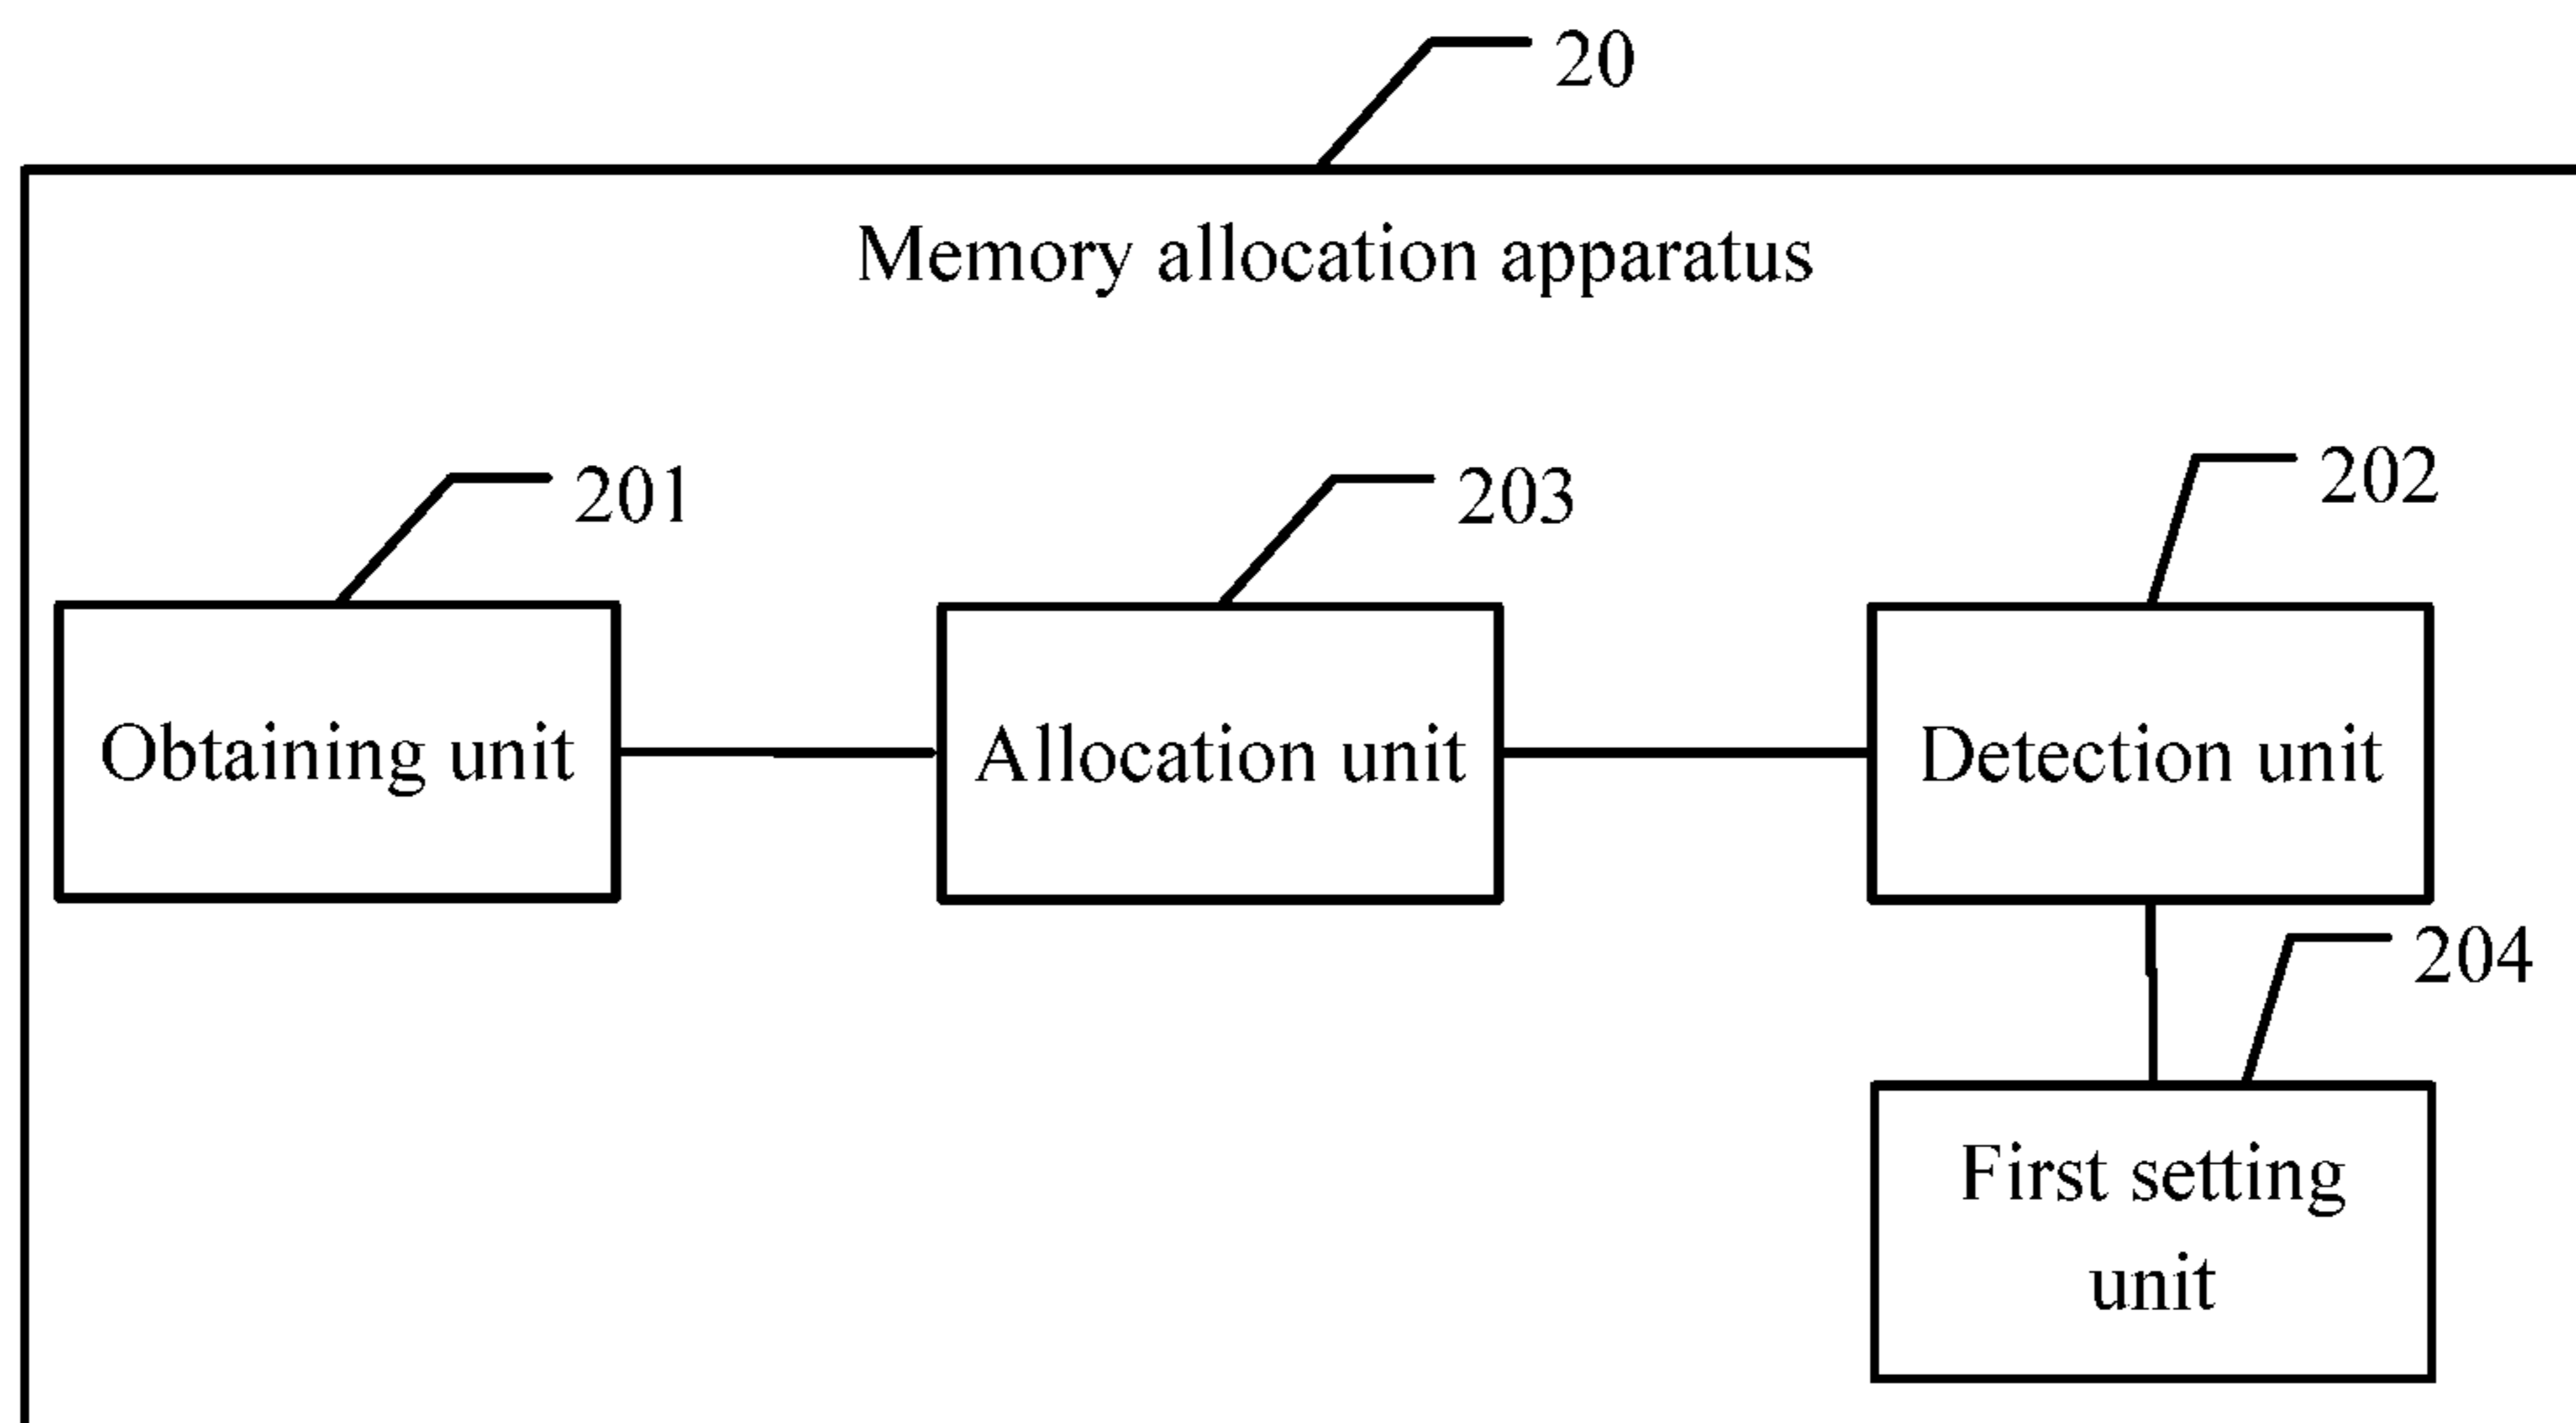 20
Memory allocation apparatus
201
203
202
Obtaining unit
Allocation unit
Detection unit
204
First setting
unit